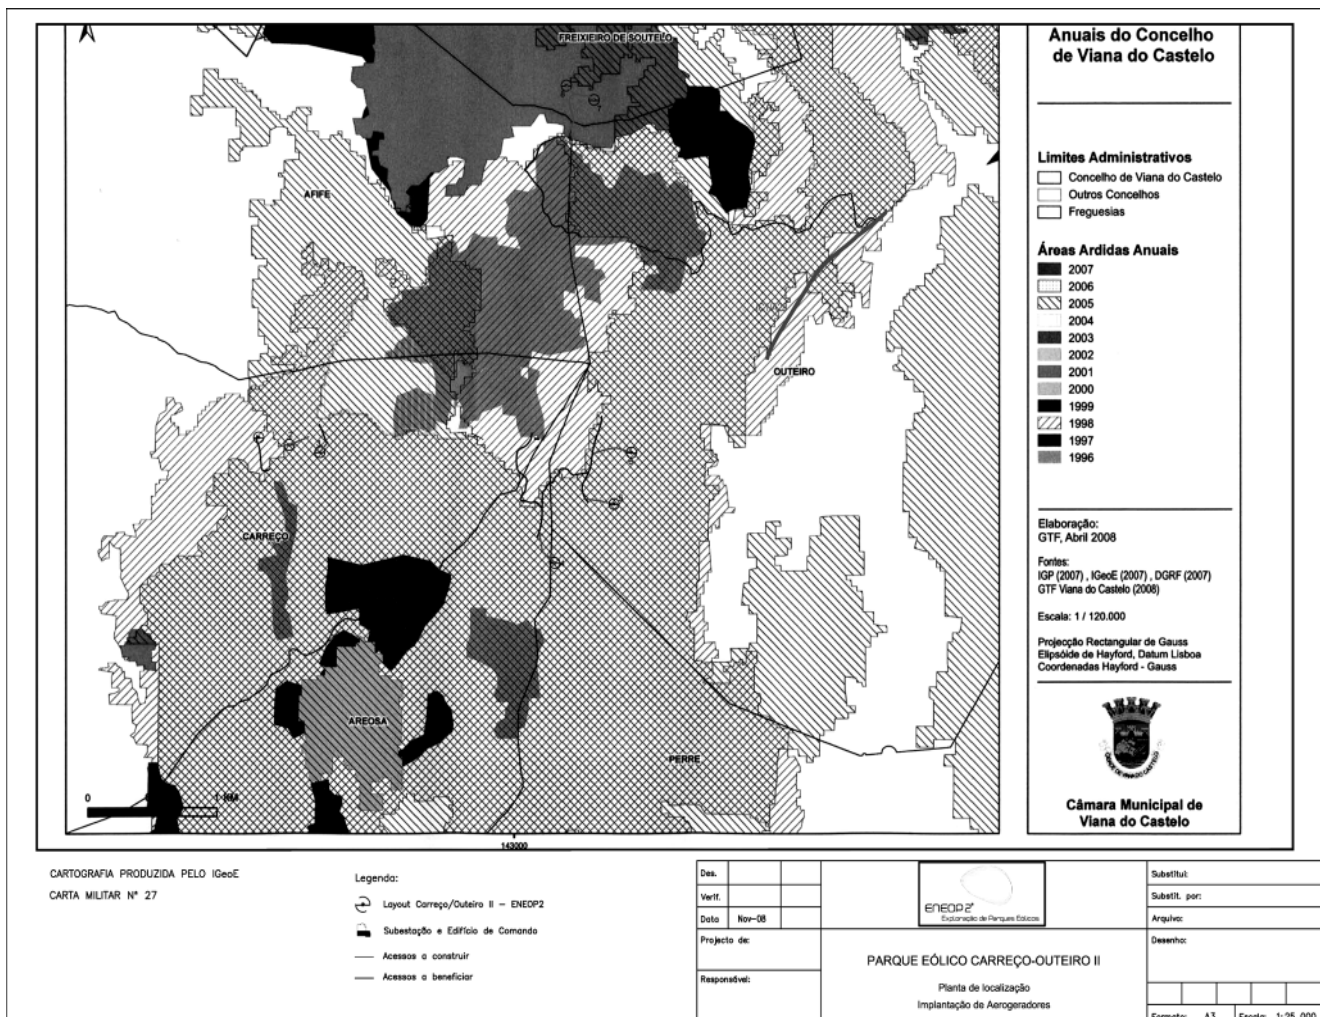 Anuais do Concelho
de Viana do Castelo
Limites Administrativos
Concelho de Viana do Castelo
Outros Concelhos
Freguesias
Áreas Ardidas Anuais
2007
2006
2005
2004
2003
2002
2001
2000
1999
1998
1997
1996
Elaboração:
GTF, Abril 2008
Fontes:
IGP (2007) , IGeoE (2007) , DGRF (2007)
GTF Viana do Castelo (2008)
Escala: 1 / 120.000
Projecção Rectangular de Gauss
Elipsóide de Hayford, Datum Lisboa
Coordenadas Hayford - Gauss
CIDADE DE VIANA DO CASTELO
Câmara Municipal de
Viana do Castelo
FREIXIEIRO DE SOUTELO
AFIFE
OUTEIRO
CARREÇO
AREOSA
PERRE
0
1 KM
143000
CARTOGRAFIA PRODUZIDA PELO IGeoE
CARTA MILITAR Nº 27
Legenda:
Layout Carreço/Outeiro II - ENEOP2
Subestação e Edifício de Comando
Acessos a construir
Acessos a beneficiar
Des.
Verif.
Data Nov-08
Projecto de:
Responsável:
ENEOP2
Exploração de Parques Eólicos
PARQUE EÓLICO CARREÇO-OUTEIRO II
Planta de localização
Implantação de Aerogeradores
Substitui:
Substit. por:
Arquivo:
Desenho:
Formato: A3 Escala: 1:25 000